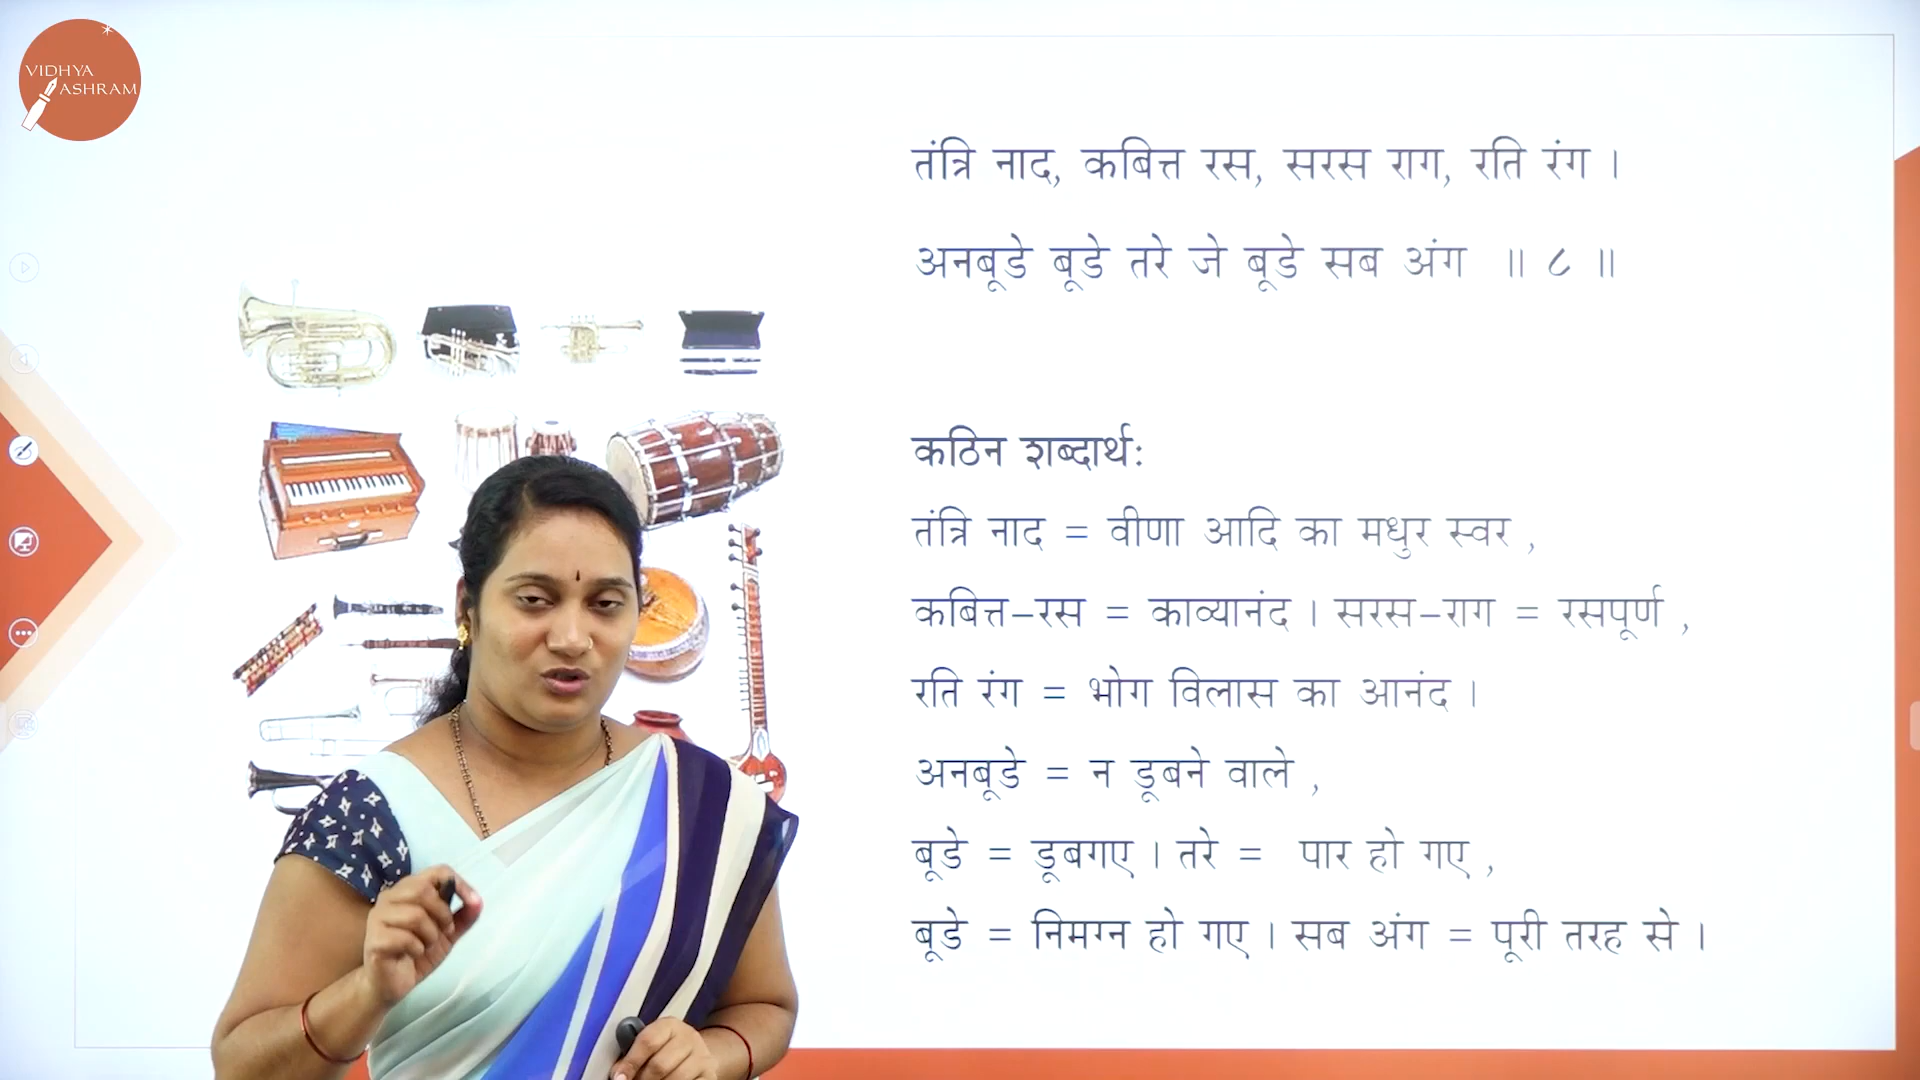 VIDHYA
ASHRAM
तंत्रि नाद, कबित्त रस, सरस राग, रति रंग ।
अनबूडे बूडे तरे जे बूडे सब अंग ॥ ८ ॥
कठिन शब्दार्थ:
तंत्रि नाद = वीणा आदि का मधुर स्वर ,
कबित्त-रस = काव्यानंद । सरस-राग = रसपूर्ण ,
रति रंग = भोग विलास का आनंद ।
अनबूडे = न डूबने वाले ,
बूडे = डूबगए । तरे = पार हो गए ,
बूडे = निमग्न हो गए । सब अंग = पूरी तरह से ।